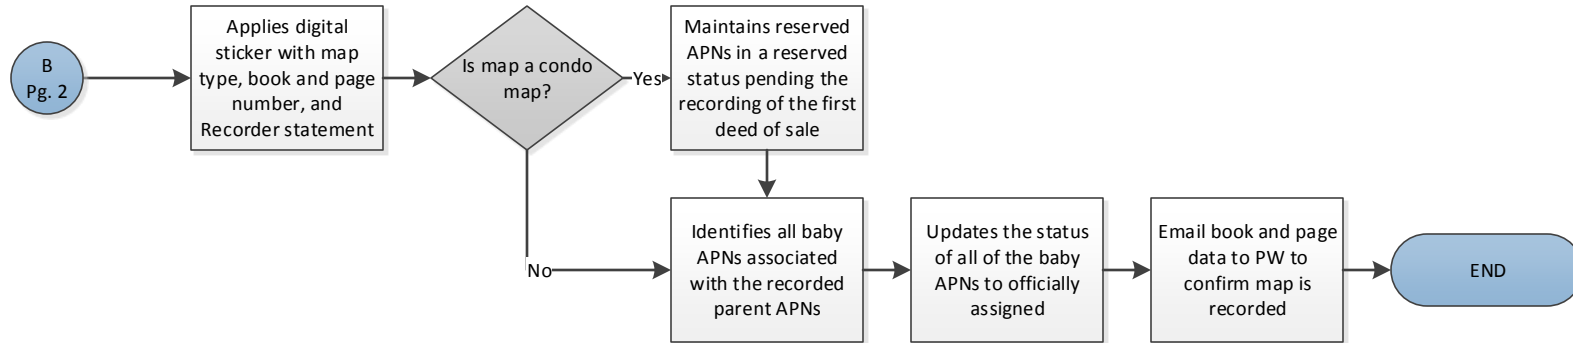 B
Pg. 2
Applies digital
sticker with map
type, book and page
number, and
Recorder statement
Is map a condo
map?
Yes
Maintains reserved
APNs in a reserved
status pending the
recording of the first
deed of sale
No
Identifies all baby
APNs associated
with the recorded
parent APNs
Updates the status
of all of the baby
APNs to officially
assigned
Email book and page
data to PW to
confirm map is
recorded
END